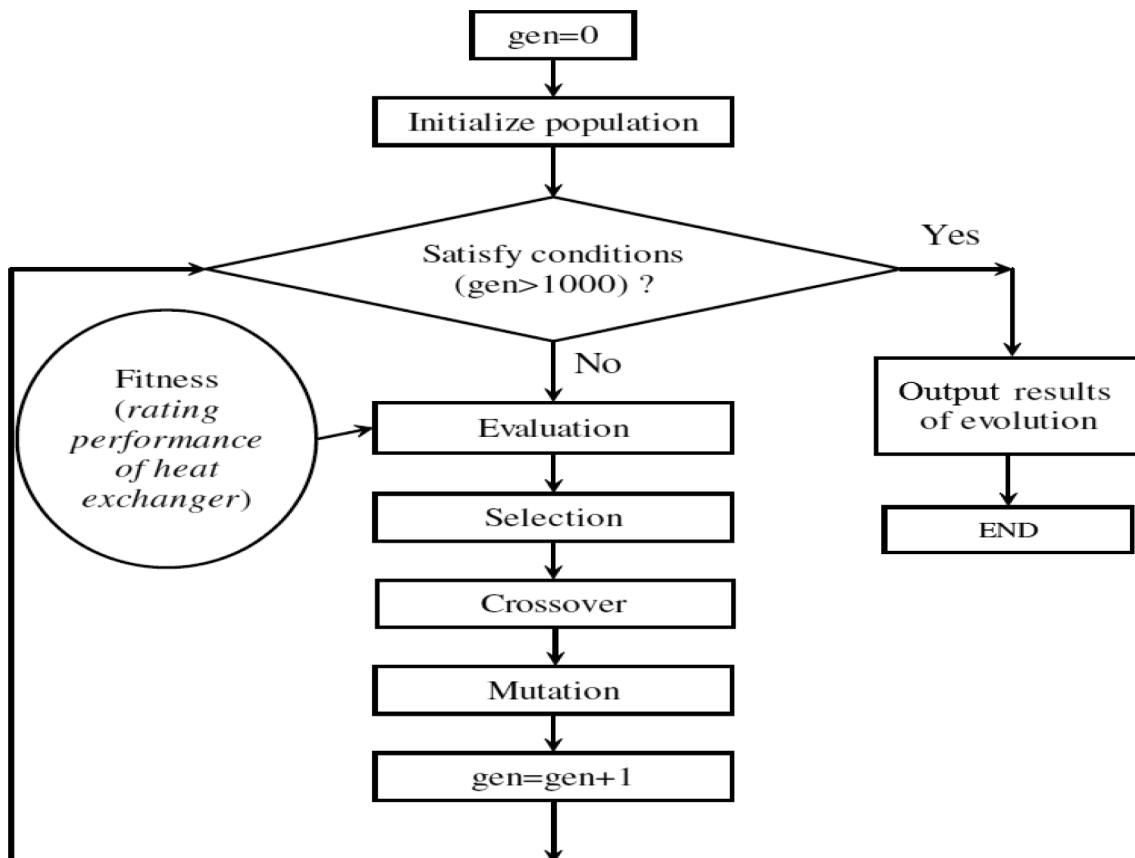 gen=0
Initialize population
Satisfy conditions
(gen>1000) ?
Yes
No
Fitness
(rating
performance
of heat
exchanger)
Evaluation
Output results
of evolution
Selection
END
Crossover
Mutation
gen=gen+1